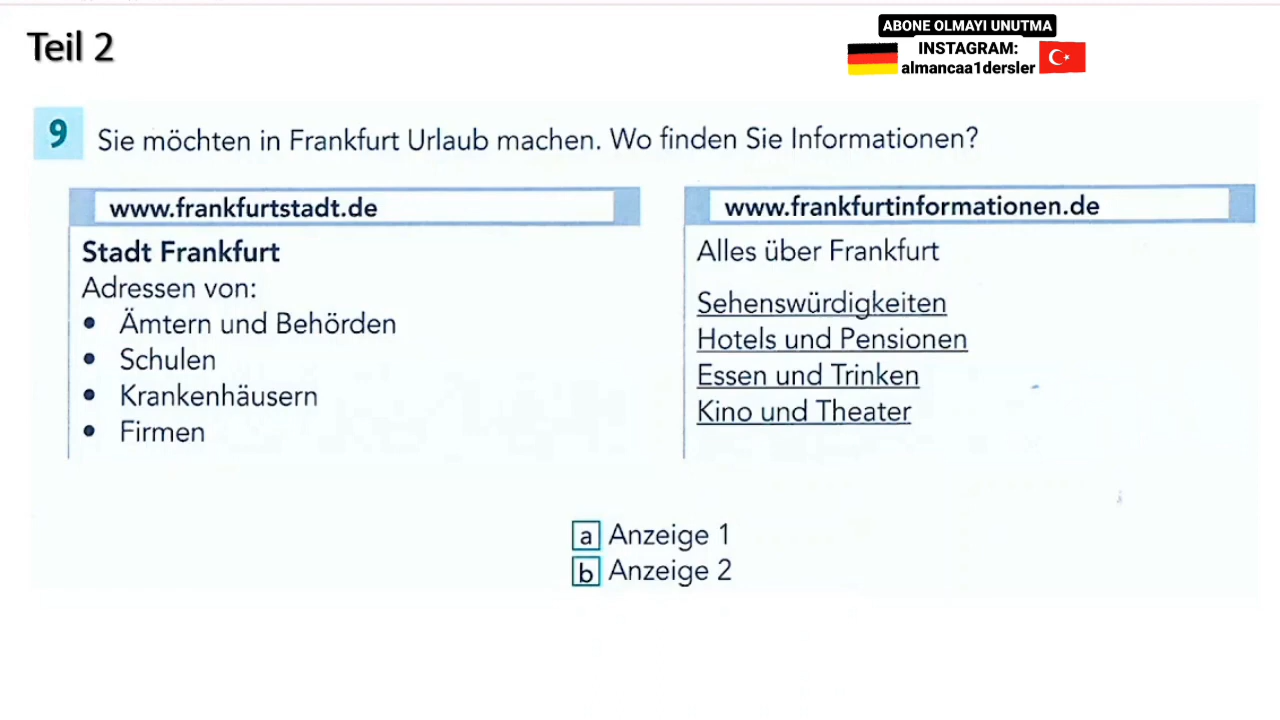 Teil 2
ABONE OLMAYI UNUTMA
INSTAGRAM:
almancaa1dersler
9
Sie möchten in Frankfurt Urlaub machen. Wo finden Sie Informationen?
www.frankfurtstadt.de
Stadt Frankfurt
Adressen von:
• Ämtern und Behörden
• Schulen
• Krankenhäusern
• Firmen
www.frankfurtinformationen.de
Alles über Frankfurt
Sehenswürdigkeiten
Hotels und Pensionen
Essen und Trinken
Kino und Theater
a Anzeige 1
b Anzeige 2